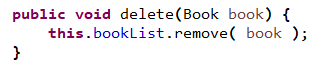 public void delete(Book book) {
    this.bookList.remove( book );
}